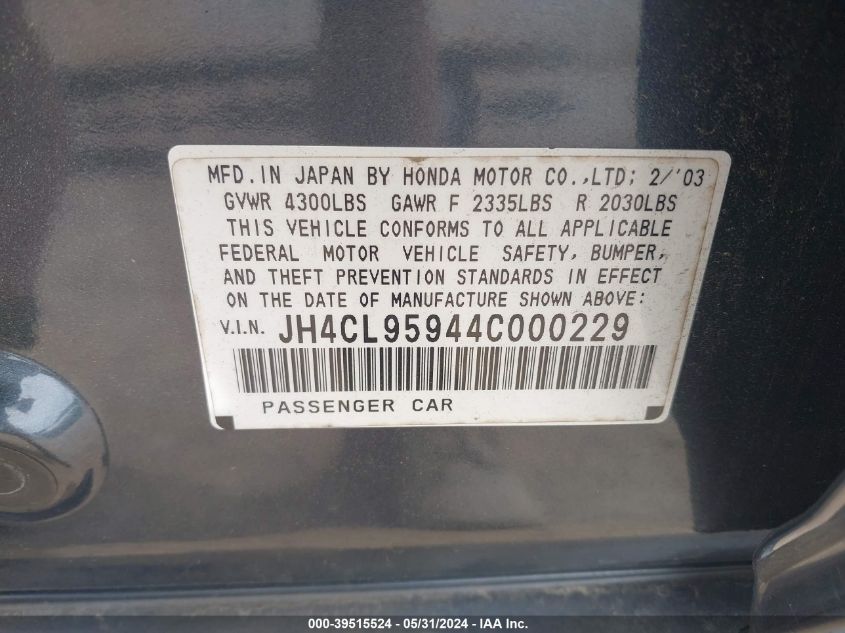 MFD. IN JAPAN BY HONDA MOTOR CO.,LTD; 2/'03
GVWR 4300LBS GAWR F 2335LBS R 2030LBS
THIS VEHICLE CONFORMS TO ALL APPLICABLE
FEDERAL MOTOR VEHICLE SAFETY, BUMPER,
AND THEFT PREVENTION STANDARDS IN EFFECT
ON THE DATE OF MANUFACTURE SHOWN ABOVE:
V.I.N. JH4CL95944C000229
PASSENGER CAR
000-39515524 - 05/31/2024 - IAA Inc.